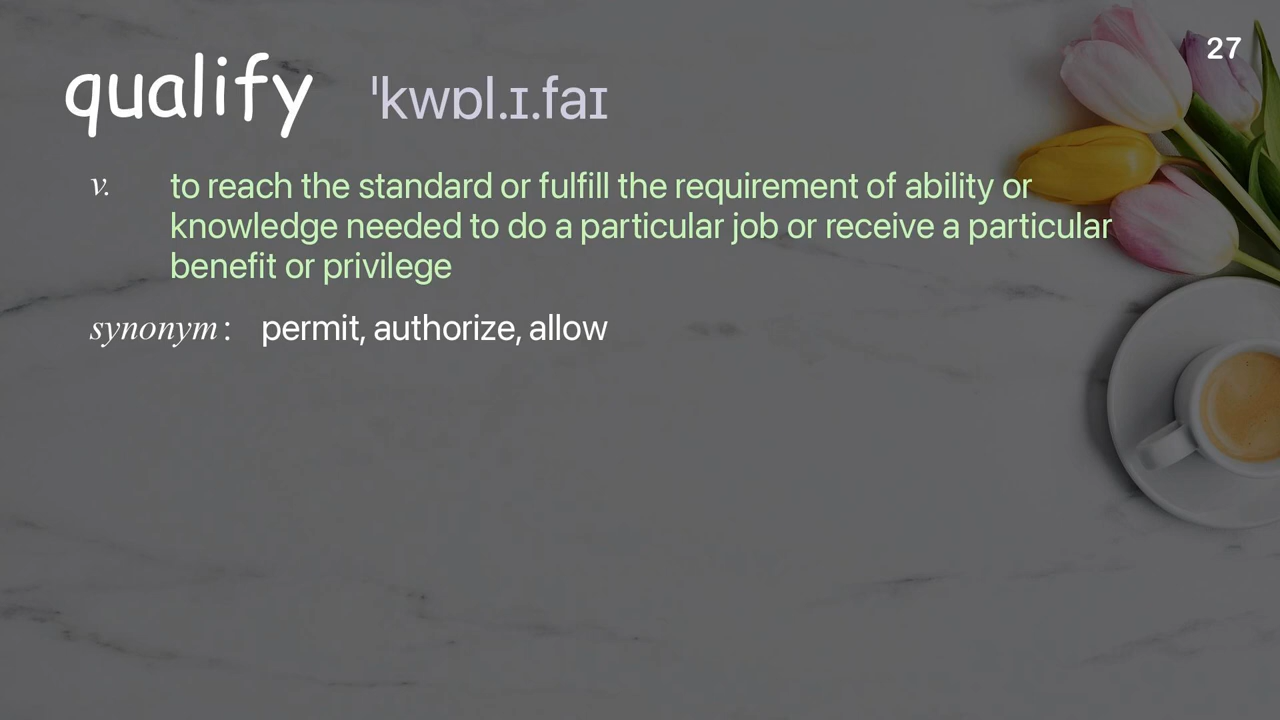 27
qualify ˈkwɒl.ɪ.faɪ
v. to reach the standard or fulfill the requirement of ability or
knowledge needed to do a particular job or receive a particular
benefit or privilege
synonym : permit, authorize, allow